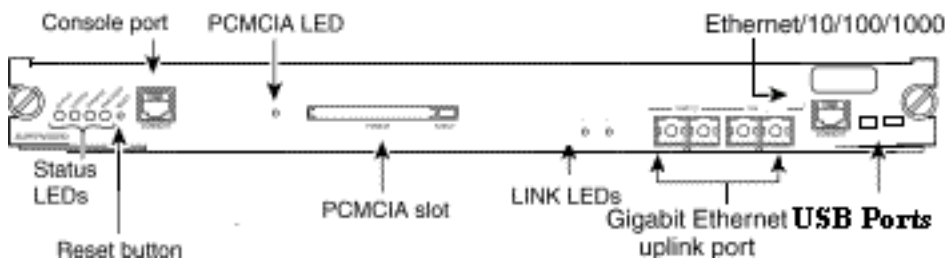 Console port
PCMCIA LED
Ethernet/10/100/1000
Status
LEDs
PCMCIA slot
LINK LEDs
Gigabit Ethernet
uplink port
USB Ports
Reset button